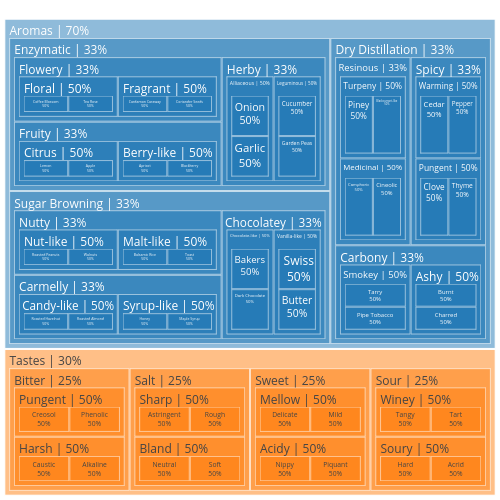 Aromas | 70%
Enzymatic | 33%
Flowery | 33%
Floral | 50%
Coffee Blossom
50%
Tea Rose
50%
Fragrant | 50%
Cardamon Caraway
50%
Coriander Seeds
50%
Fruity | 33%
Citrus | 50%
Lemon
50%
Apple
50%
Berry-like | 50%
Apricot
50%
Blackberry
50%
Herby | 33%
Alliaceous | 50%
Onion
50%
Garlic
50%
Leguminous | 50%
Cucumber
50%
Garden Peas
50%
Sugar Browning | 33%
Nutty | 33%
Nut-like | 50%
Roasted Peanuts
50%
Walnuts
50%
Malt-like | 50%
Balsamic Rice
50%
Toast
50%
Carmelly | 33%
Candy-like | 50%
Roasted Hazelnut
50%
Roasted Almond
50%
Syrup-like | 50%
Honey
50%
Maple Syrup
50%
Chocolatey | 33%
Chocolate-like | 50%
Bakers
50%
Dark Chocolate
50%
Vanilla-like | 50%
Swiss
50%
Butter
50%
Dry Distillation | 33%
Resinous | 33%
Turpeny | 50%
Piney
50%
50%
Medicinal | 50%
Camphoric
50%
Cineolic
50%
Spicy | 33%
Warming | 50%
Cedar
50%
Pepper
50%
Pungent | 50%
Clove
50%
Thyme
50%
Carbony | 33%
Smokey | 50%
Tarry
50%
Pipe Tobacco
50%
Ashy | 50%
Burnt
50%
Charred
50%
Tastes | 30%
Bitter | 25%
Pungent | 50%
Creosol
50%
Phenolic
50%
Harsh | 50%
Caustic
50%
Alkaline
50%
Salt | 25%
Sharp | 50%
Astringent
50%
Rough
50%
Bland | 50%
Neutral
50%
Soft
50%
Sweet | 25%
Mellow | 50%
Delicate
50%
Mild
50%
Acidy | 50%
Nippy
50%
Piquant
50%
Sour | 25%
Winey | 50%
Tangy
50%
Tart
50%
Soury | 50%
Hard
50%
Acrid
50%